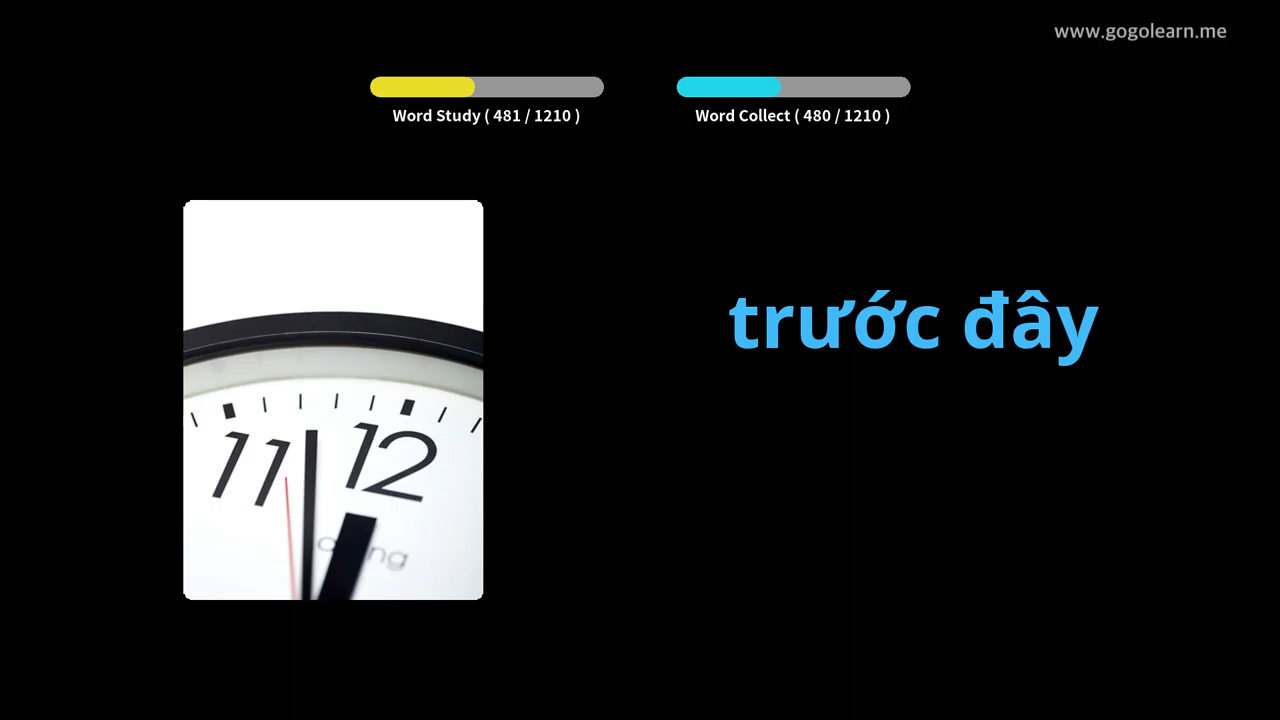 www.gogolearn.me
Word Study ( 481 / 1210 )
Word Collect ( 480 / 1210 )
trước đây
11
12